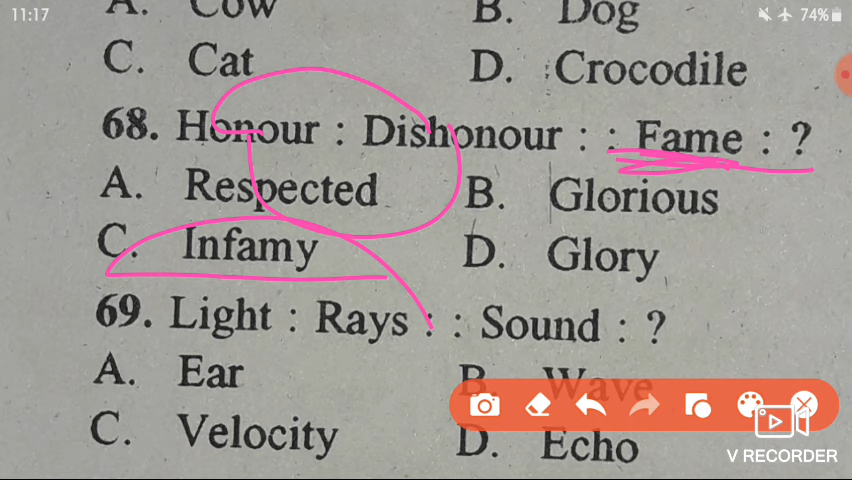 11:17 74%
A. Cow B. Dog
C. Cat D. Crocodile
68. Honour : Dishonour : : Fame : ?
A. Respected B. Glorious
C. Infamy D. Glory
69. Light : Rays : : Sound : ?
A. Ear B. Wave
C. Velocity D. Echo
V RECORDER